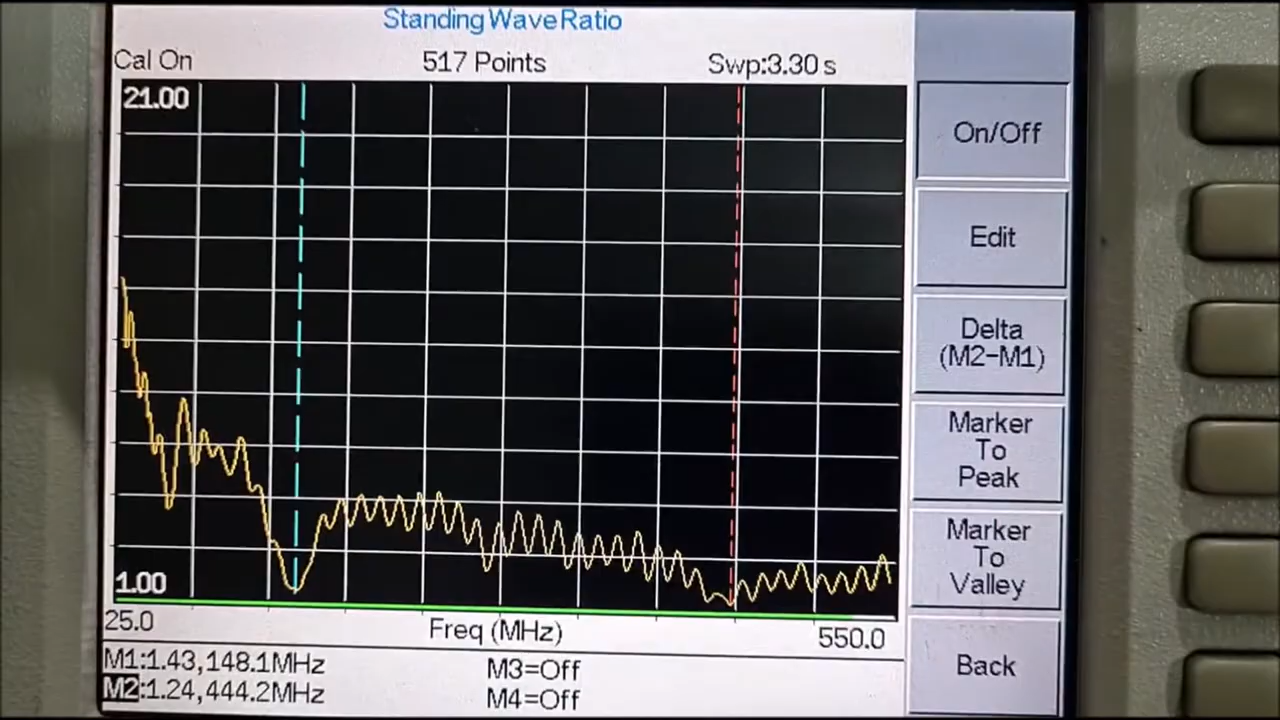 Standing Wave Ratio
Cal On 517 Points Swp:3.30 s
21.00
On/Off
Edit
Delta
(M2-M1)
Marker
To
Peak
Marker
To
Valley
1.00
25.0 Freq (MHz) 550.0
M1:1.43,148.1MHz M3=Off
M2:1.24,444.2MHz M4=Off
Back